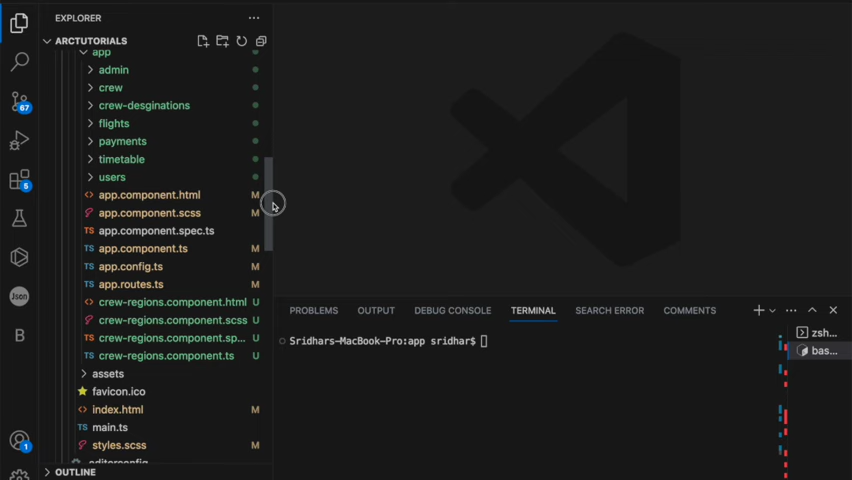 EXPLORER
ARCTUTORIALS
app
admin
crew
crew-desginations
flights
payments
timetable
users
<> app.component.html M
app.component.scss M
TS app.component.spec.ts
TS app.component.ts M
TS app.config.ts M
TS app.routes.ts M
<> crew-regions.component.html U
crew-regions.component.scss U
TS crew-regions.component.sp... U
TS crew-regions.component.ts U
assets
favicon.ico
<> index.html M
TS main.ts
styles.scss M
.editorconfig
OUTLINE
67
5
Json
B
1
PROBLEMS OUTPUT DEBUG CONSOLE TERMINAL SEARCH ERROR COMMENTS
Sridhars-MacBook-Pro:app sridhar$
zsh...
bas...